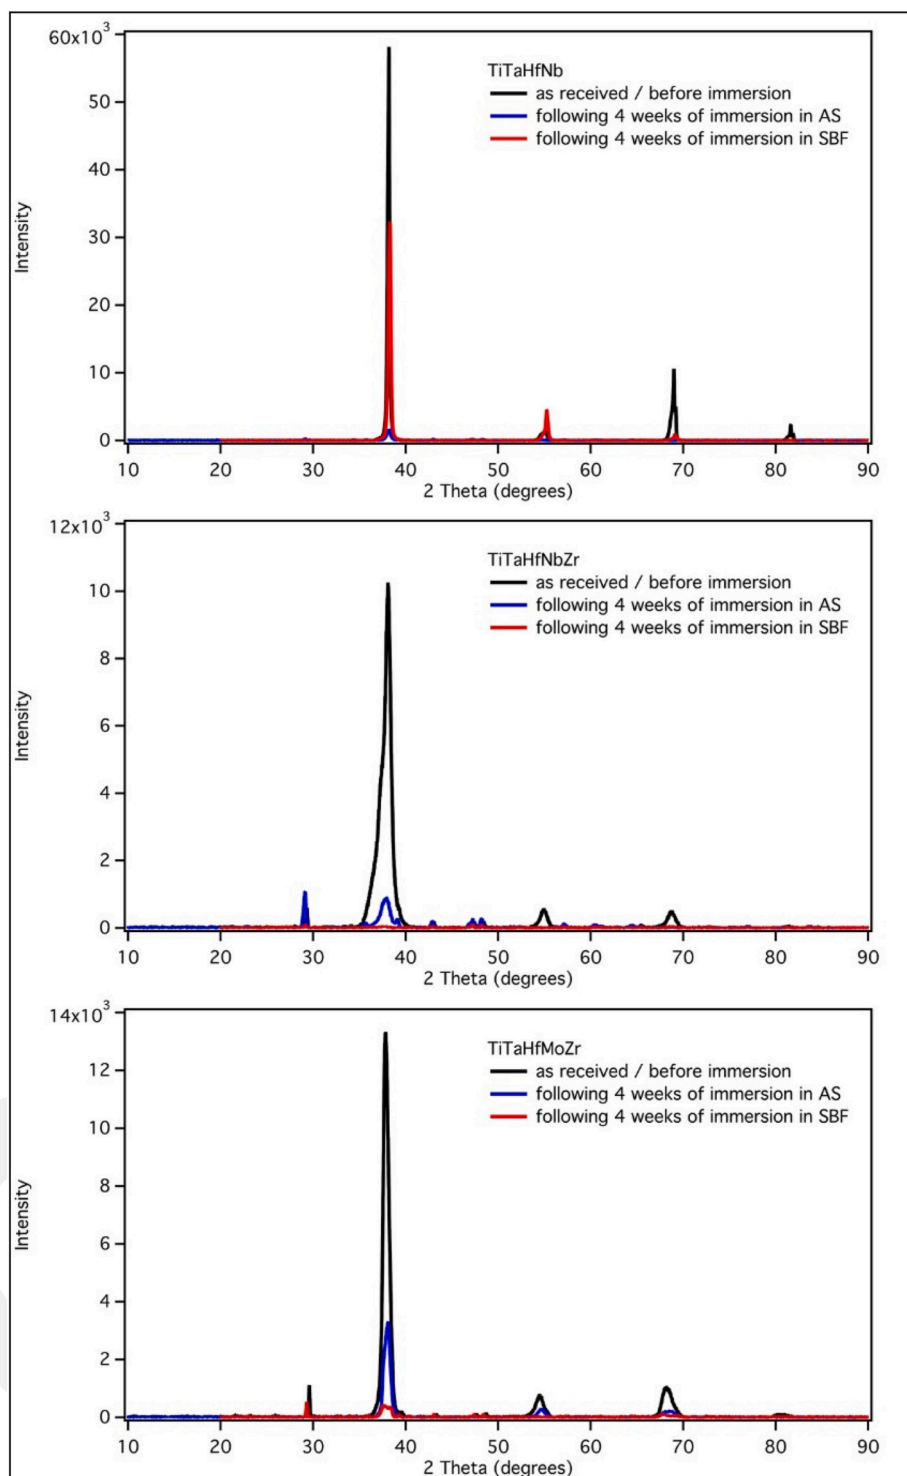 60x10³
TiTaHfNb
as received / before immersion
following 4 weeks of immersion in AS
following 4 weeks of immersion in SBF
50
40
30
20
10
0
Intensity
10 20 30 40 50 60 70 80 90
2 Theta (degrees)
12x10³
TiTaHfNbZr
as received / before immersion
following 4 weeks of immersion in AS
following 4 weeks of immersion in SBF
10
8
6
4
2
0
Intensity
10 20 30 40 50 60 70 80 90
2 Theta (degrees)
14x10³
TiTaHfMoZr
as received / before immersion
following 4 weeks of immersion in AS
following 4 weeks of immersion in SBF
12
10
8
6
4
2
0
Intensity
10 20 30 40 50 60 70 80 90
2 Theta (degrees)